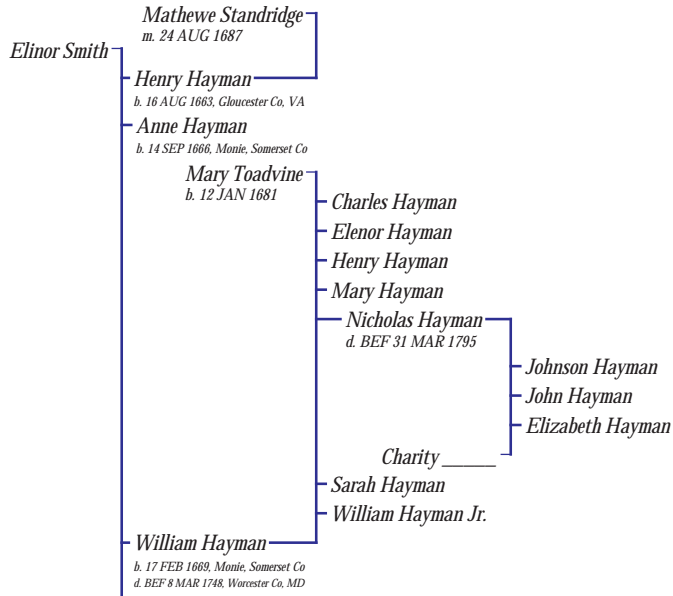 Mathewe Standridge
m. 24 AUG 1687
Elinor Smith
Henry Hayman
b. 16 AUG 1663, Gloucester Co, VA
Anne Hayman
b. 14 SEP 1666, Monie, Somerset Co
Mary Toadvine
b. 12 JAN 1681
Charles Hayman
Elenor Hayman
Henry Hayman
Mary Hayman
Nicholas Hayman
d. BEF 31 MAR 1795
Johnson Hayman
John Hayman
Elizabeth Hayman
Charity _____
Sarah Hayman
William Hayman Jr.
William Hayman
b. 17 FEB 1669, Monie, Somerset Co
d. BEF 8 MAR 1748, Worcester Co, MD